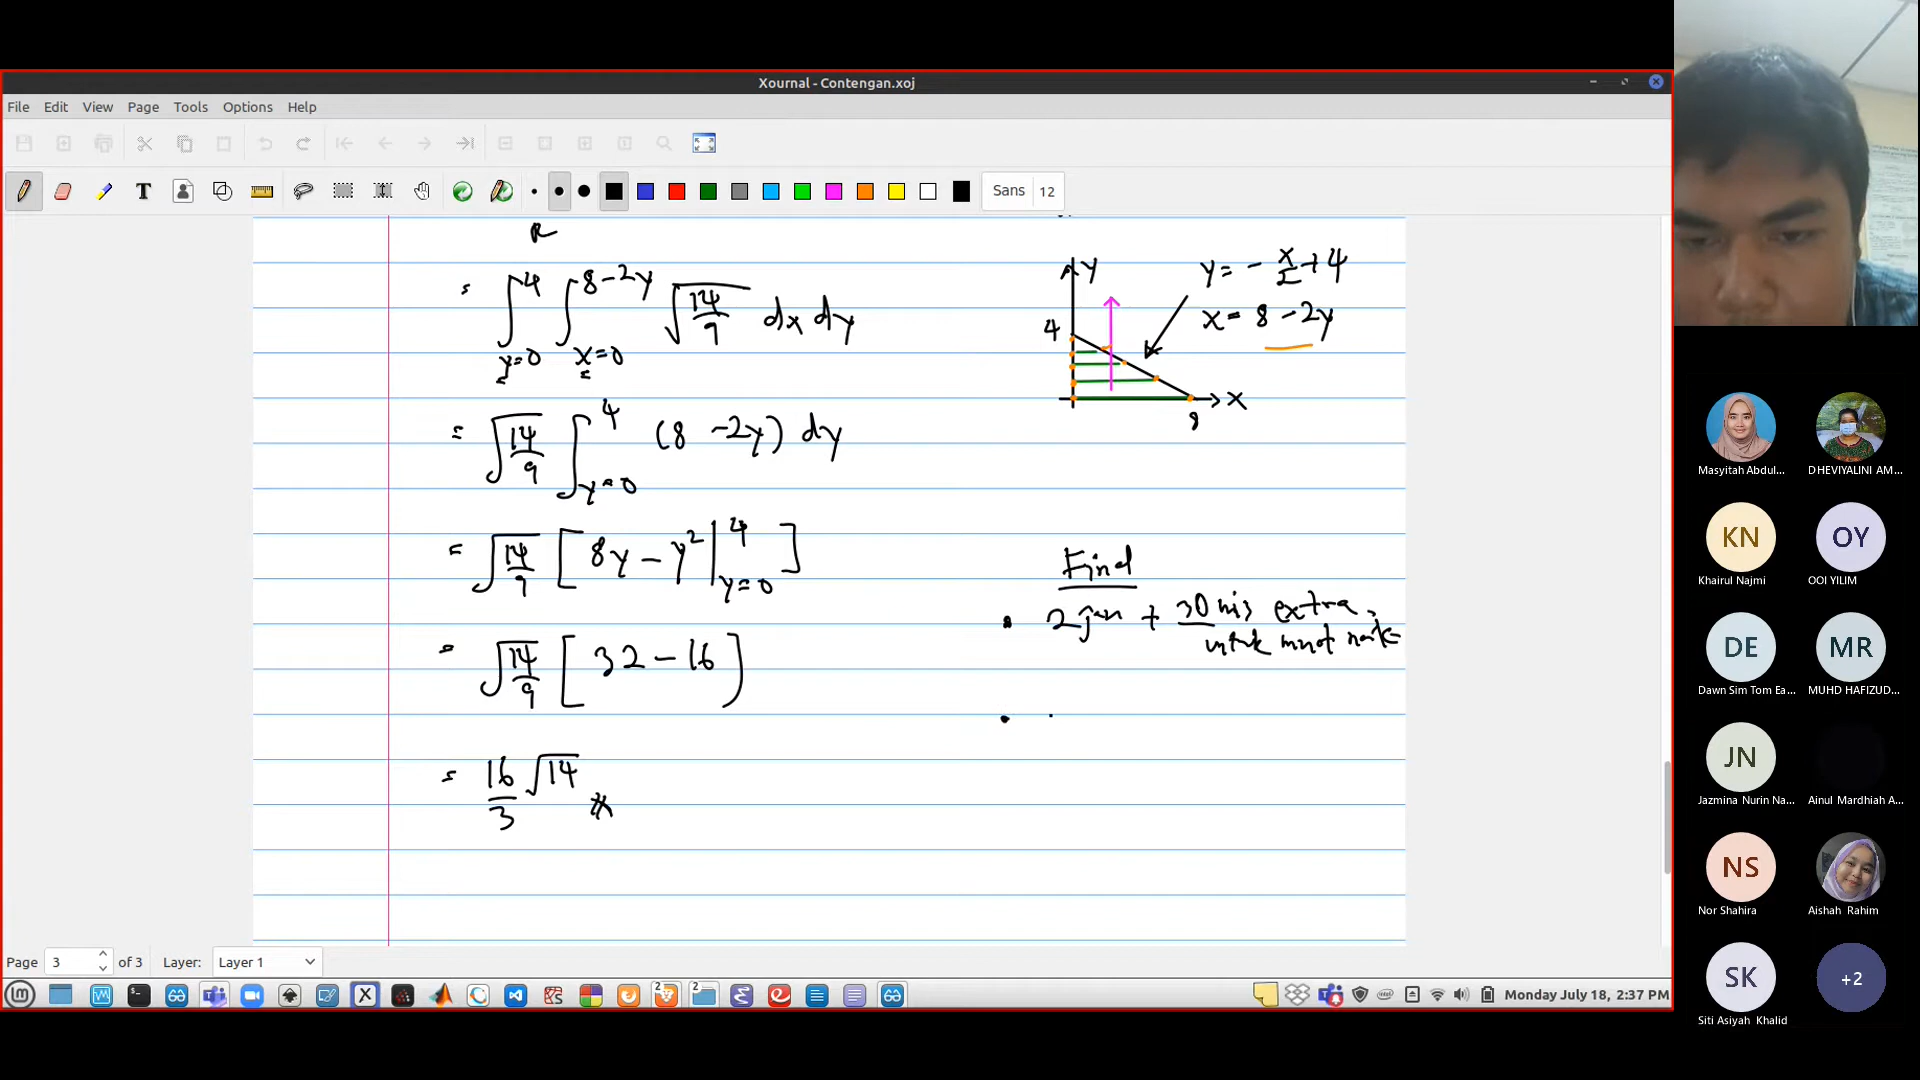 Xournal - Contengan.xoj
File Edit View Page Tools Options Help
Sans 12
R
= ∫_{y=0}^{4} ∫_{x=0}^{8-2y} √(14/9) dx dy
= √(14/9) ∫_{y=0}^{4} (8 - 2y) dy
= √(14/9) [ 8y - y² |_{y=0}^{4} ]
= √(14/9) [ 32 - 16 ]
= 16/3 √14
y
4
8
x
y = - x/2 + 4
x = 8 - 2y
Final
• 2 jam + 30 min extra
untuk muat naik
Page 3 of 3 Layer: Layer 1
2
2
Monday July 18, 2:37 PM
Masyitah Abdul...
DHEVIYALINI AM...
KN
Khairul Najmi
OY
OOI YILIM
DE
Dawn Sim Tom Ea...
MR
MUHD HAFIZUD...
JN
Jazmina Nurin Na...
Ainul Mardhiah A...
NS
Nor Shahira
Aishah Rahim
SK
Siti Asiyah Khalid
+2